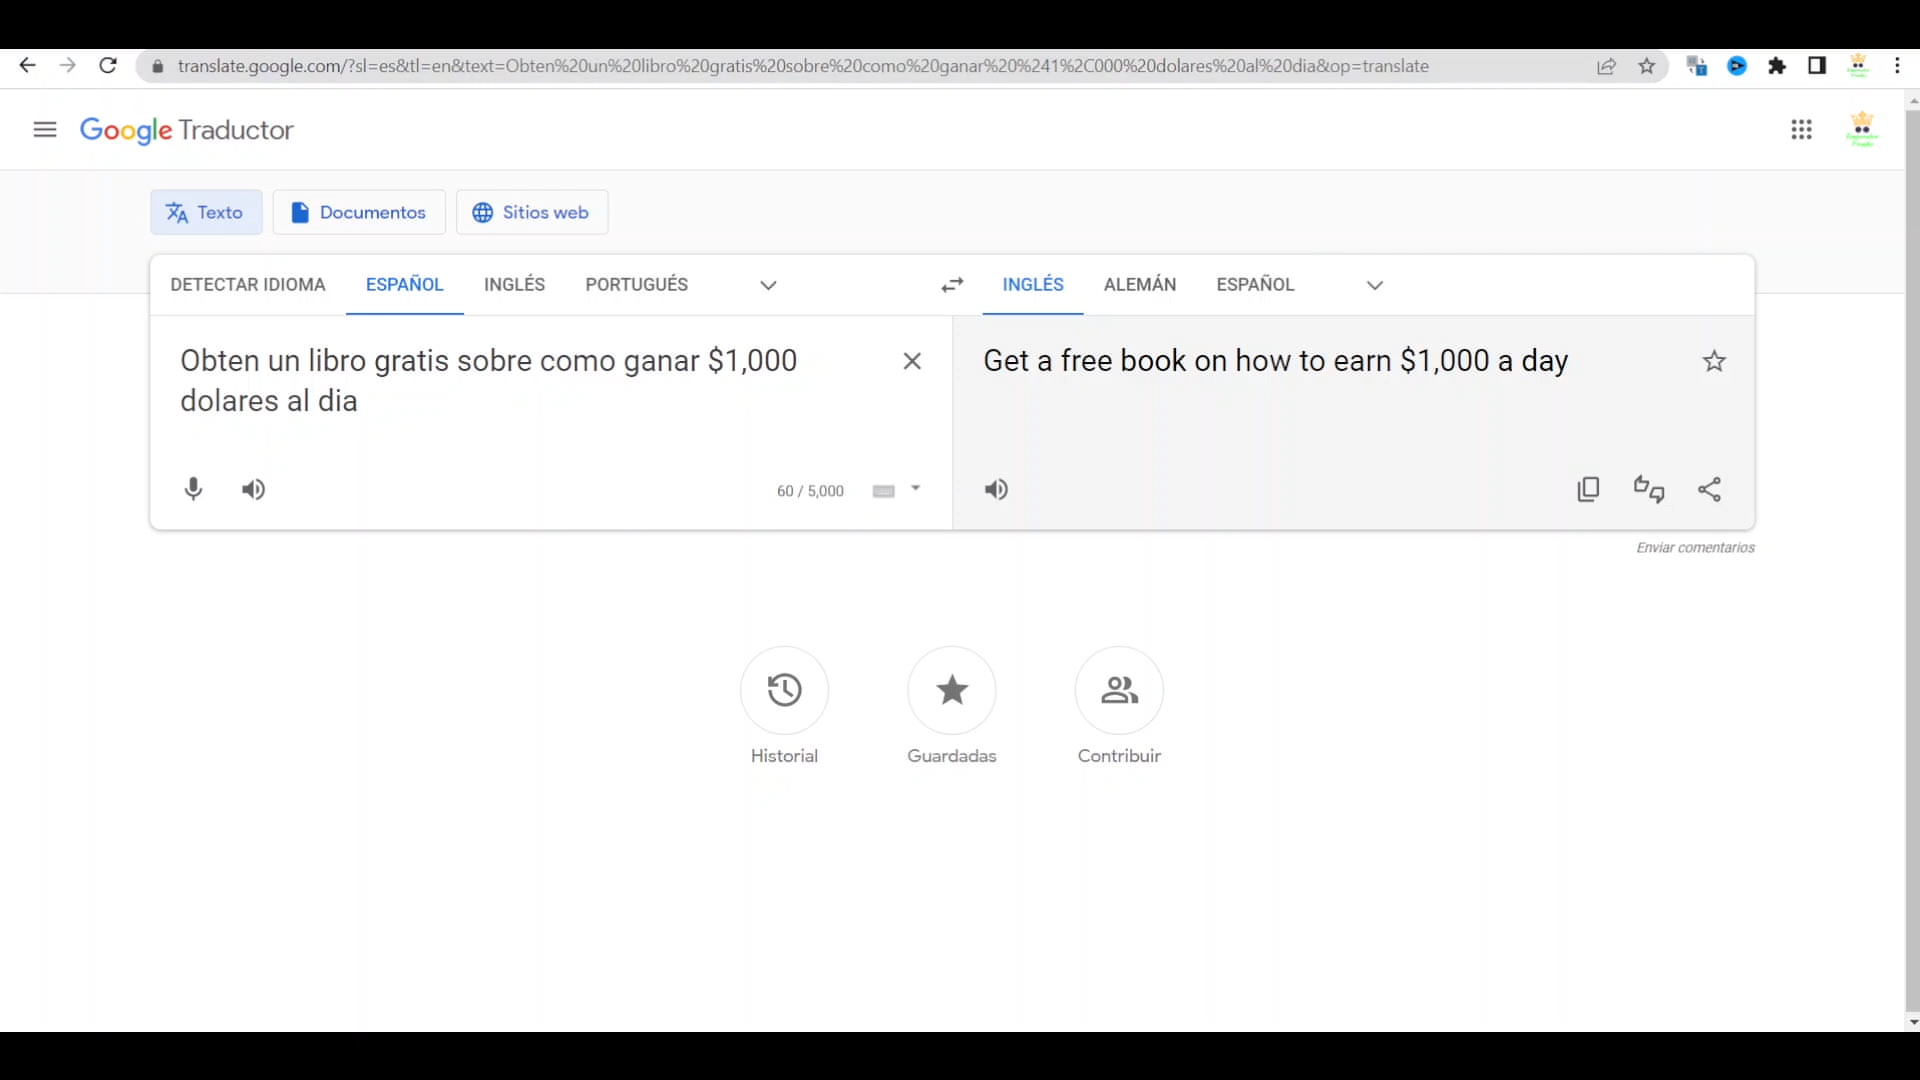 translate.google.com/?sl=es&tl=en&text=Obten%20un%20libro%20gratis%20sobre%20como%20ganar%20%241%2C000%20dolares%20al%20dia&op=translate
Google Traductor
Texto
Documentos
Sitios web
DETECTAR IDIOMA
ESPAÑOL
INGLÉS
PORTUGUÉS
INGLÉS
ALEMÁN
ESPAÑOL
Obten un libro gratis sobre como ganar $1,000
dolares al dia
Get a free book on how to earn $1,000 a day
60 / 5,000
Enviar comentarios
Historial
Guardadas
Contribuir